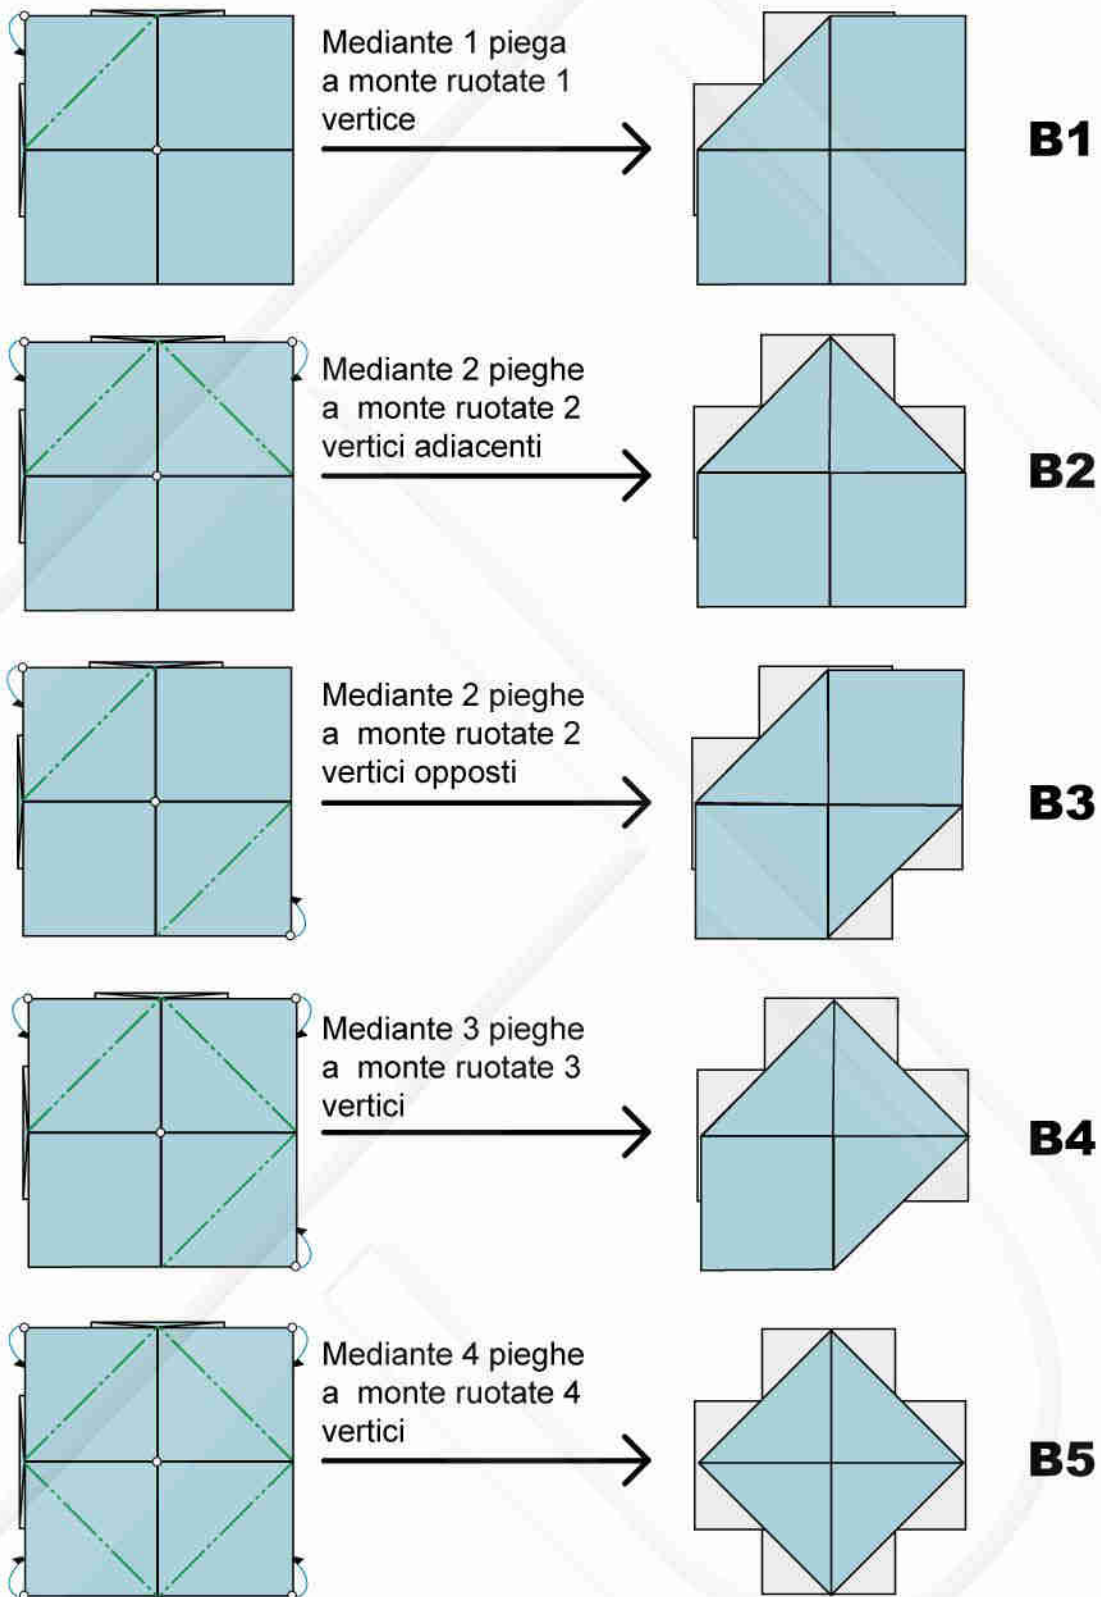 Mediante 1 piega
a monte ruotate 1
vertice
B1
Mediante 2 pieghe
a monte ruotate 2
vertici adiacenti
B2
Mediante 2 pieghe
a monte ruotate 2
vertici opposti
B3
Mediante 3 pieghe
a monte ruotate 3
vertici
B4
Mediante 4 pieghe
a monte ruotate 4
vertici
B5